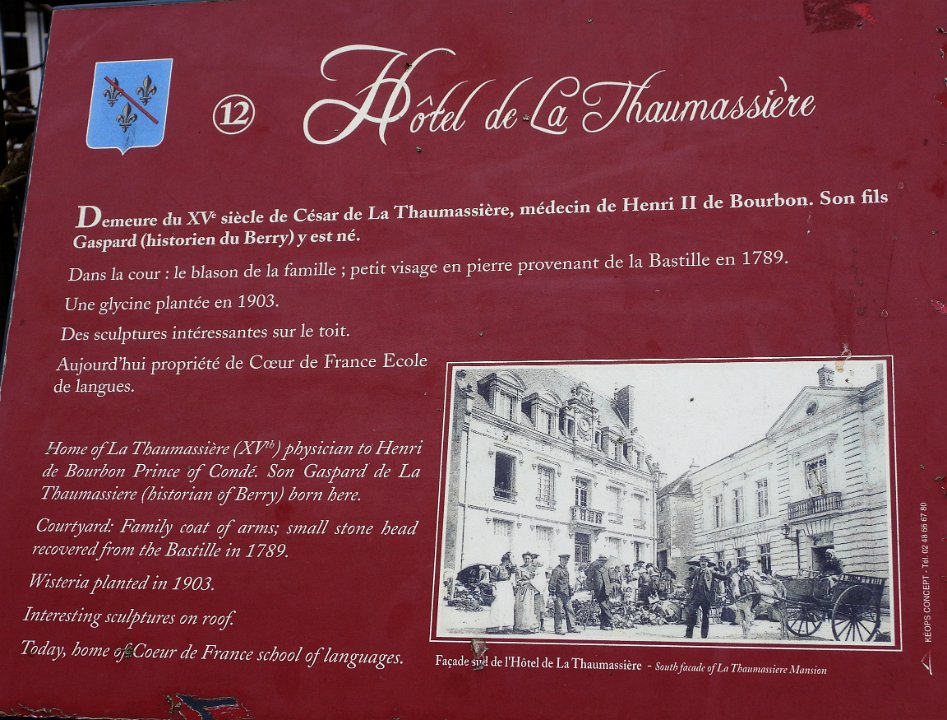 12
Hôtel de La Thaumassière
Demeure du XVe siècle de César de La Thaumassière, médecin de Henri II de Bourbon. Son fils
Gaspard (historien du Berry) y est né.
Dans la cour : le blason de la famille ; petit visage en pierre provenant de la Bastille en 1789.
Une glycine plantée en 1903.
Des sculptures intéressantes sur le toit.
Aujourd'hui propriété de Cœur de France Ecole
de langues.
Home of La Thaumassière (XVth) physician to Henri
de Bourbon Prince of Condé. Son Gaspard de La
Thaumassiere (historian of Berry) born here.
Courtyard: Family coat of arms; small stone head
recovered from the Bastille in 1789.
Wisteria planted in 1903.
Interesting sculptures on roof.
Today, home of Coeur de France school of languages.
Façade sud de l'Hôtel de La Thaumassière - South facade of La Thaumassiere Mansion
KÉOPS CONCEPT - Tél. 02 48 66 67 80